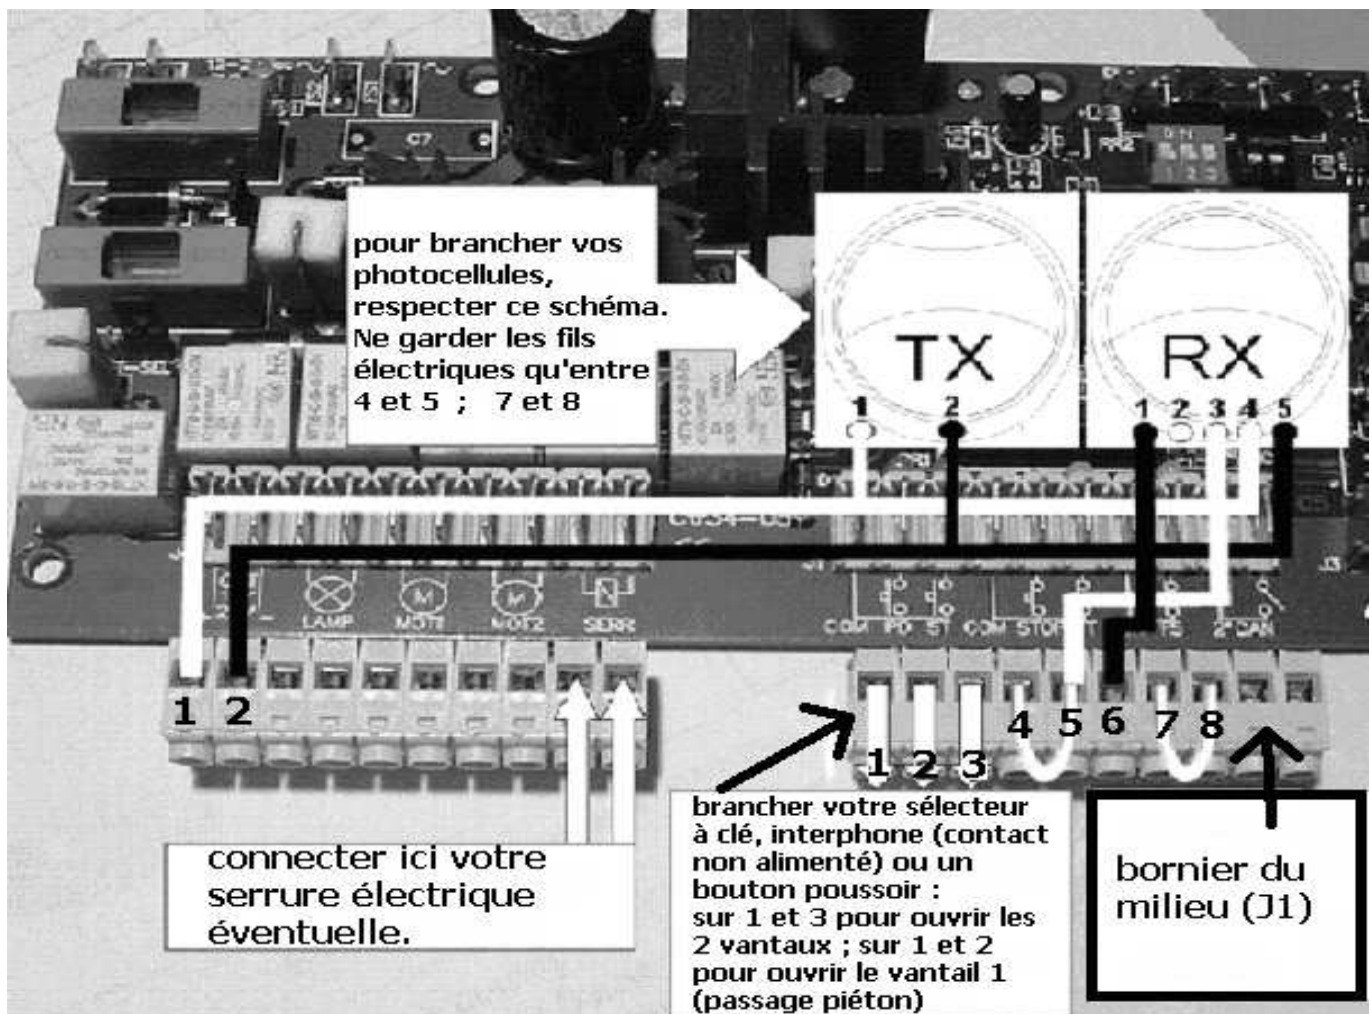 C7
pour brancher vos
photocellules,
respecter ce schéma.
Ne garder les fils
électriques qu'entre
4 et 5 ; 7 et 8
TX
RX
1 2
1 2 3 4 5
ON
1 2 3
LAMP MOT1 MOT2 SERR
COM PD ST COM STOP
J3
1 2
4 5 6 7 8
1 2 3
connecter ici votre
serrure électrique
éventuelle.
brancher votre sélecteur
à clé, interphone (contact
non alimenté) ou un
bouton poussoir :
sur 1 et 3 pour ouvrir les
2 vantaux ; sur 1 et 2
pour ouvrir le vantail 1
(passage piéton)
bornier du
milieu (J1)